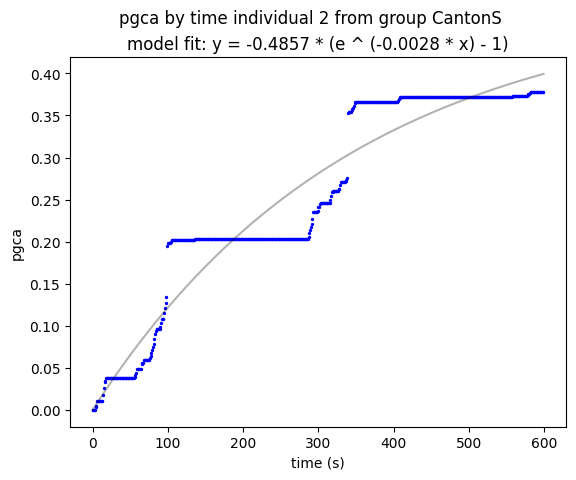 pgca by time individual 2 from group CantonS
model fit: y = -0.4857 * (e ^ (-0.0028 * x) - 1)
0.40
0.35
0.30
0.25
0.20
0.15
0.10
0.05
0.00
pgca
0 100 200 300 400 500 600
time (s)